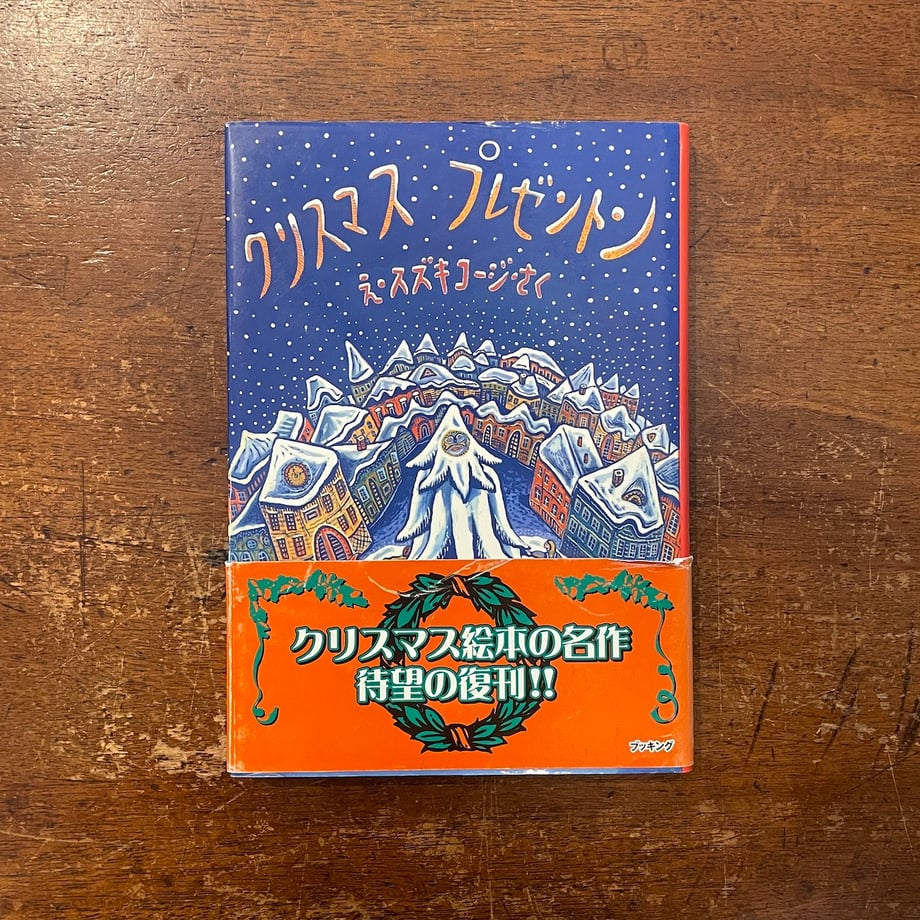 クリスマス プレゼントン
え・スズキコージ・さく
クリスマス絵本の名作
待望の復刊!!
ブッキング